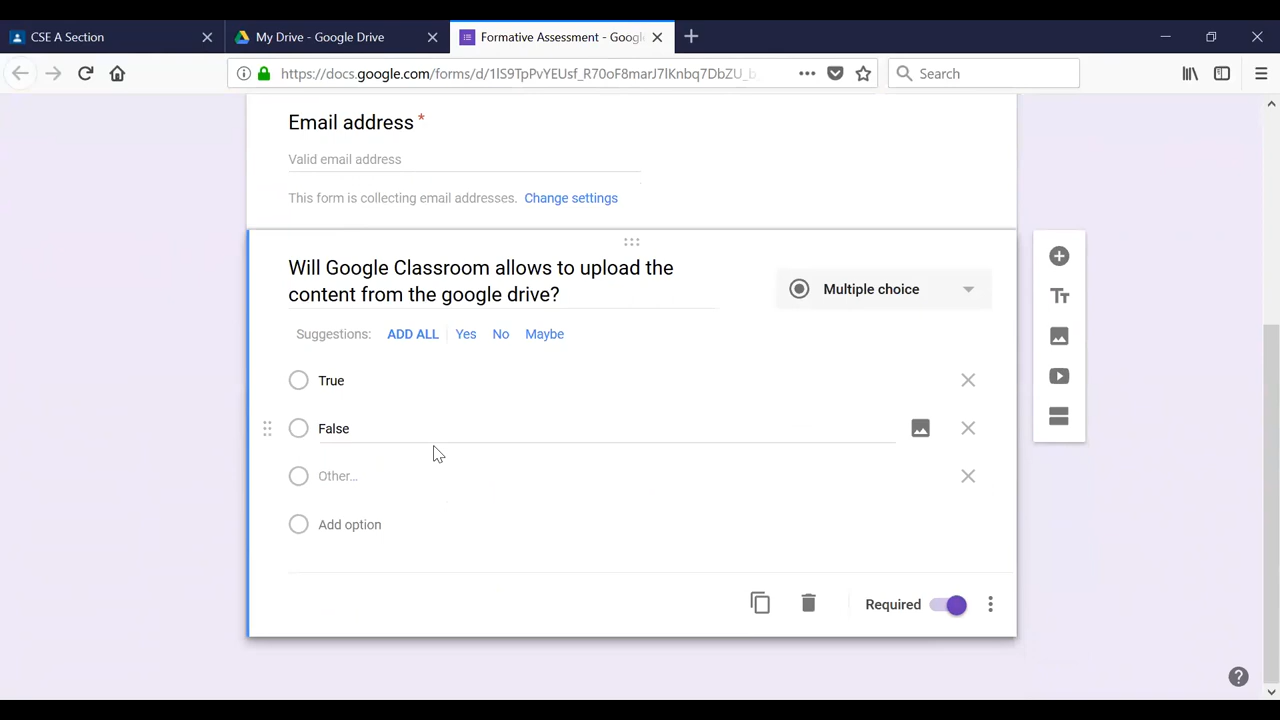 CSE A Section
My Drive - Google Drive
Formative Assessment - Goog
https://docs.google.com/forms/d/1IS9TpPvYEUsf_R70oF8marJ7lKnbq7DbZU_b
Search
Email address *
Valid email address
This form is collecting email addresses. Change settings
Will Google Classroom allows to upload the
content from the google drive?
Multiple choice
Suggestions: ADD ALL Yes No Maybe
True
False
Other...
Add option
Required